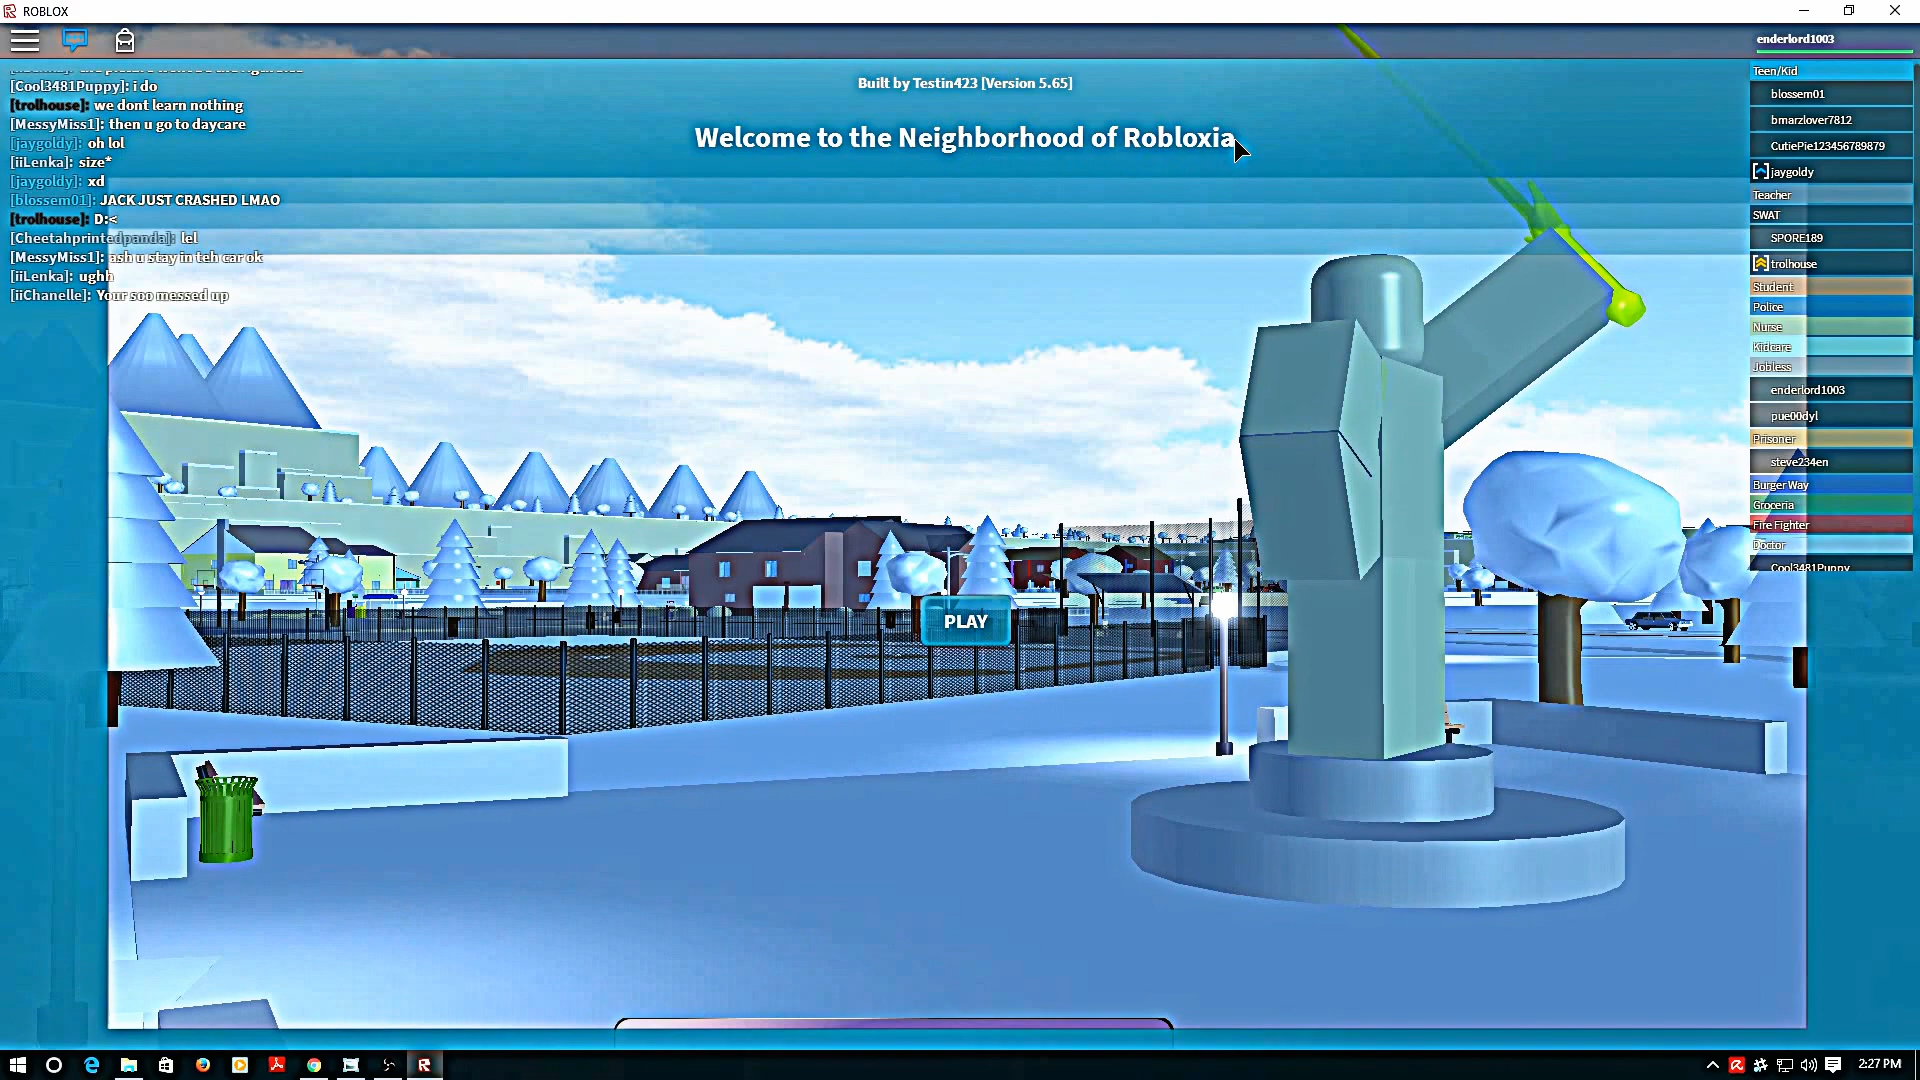 ROBLOX
enderlord1003
Built by Testin423 [Version 5.65]
Welcome to the Neighborhood of Robloxia
[Cool3481Puppy]: i do
[trolhouse]: we dont learn nothing
[MessyMiss1]: then u go to daycare
[jaygoldy]: oh lol
[iiLenka]: size*
[jaygoldy]: xd
[blossem01]: JACK JUST CRASHED LMAO
[trolhouse]: D:<
[Cheetahprintedpanda]: lel
[MessyMiss1]: ash u stay in teh car ok
[iiLenka]: ughh
[iiChanelle]: Your soo messed up
Teen/Kid
blossem01
bmarzlover7812
CutiePie123456789879
jaygoldy
Teacher
SWAT
SPORE189
trolhouse
Student
Police
Nurse
Kidcare
Jobless
enderlord1003
pue00dyl
Prisoner
steve234en
Burger Way
Groceria
Fire Fighter
Doctor
Cool3481Puppy
PLAY
2:27 PM